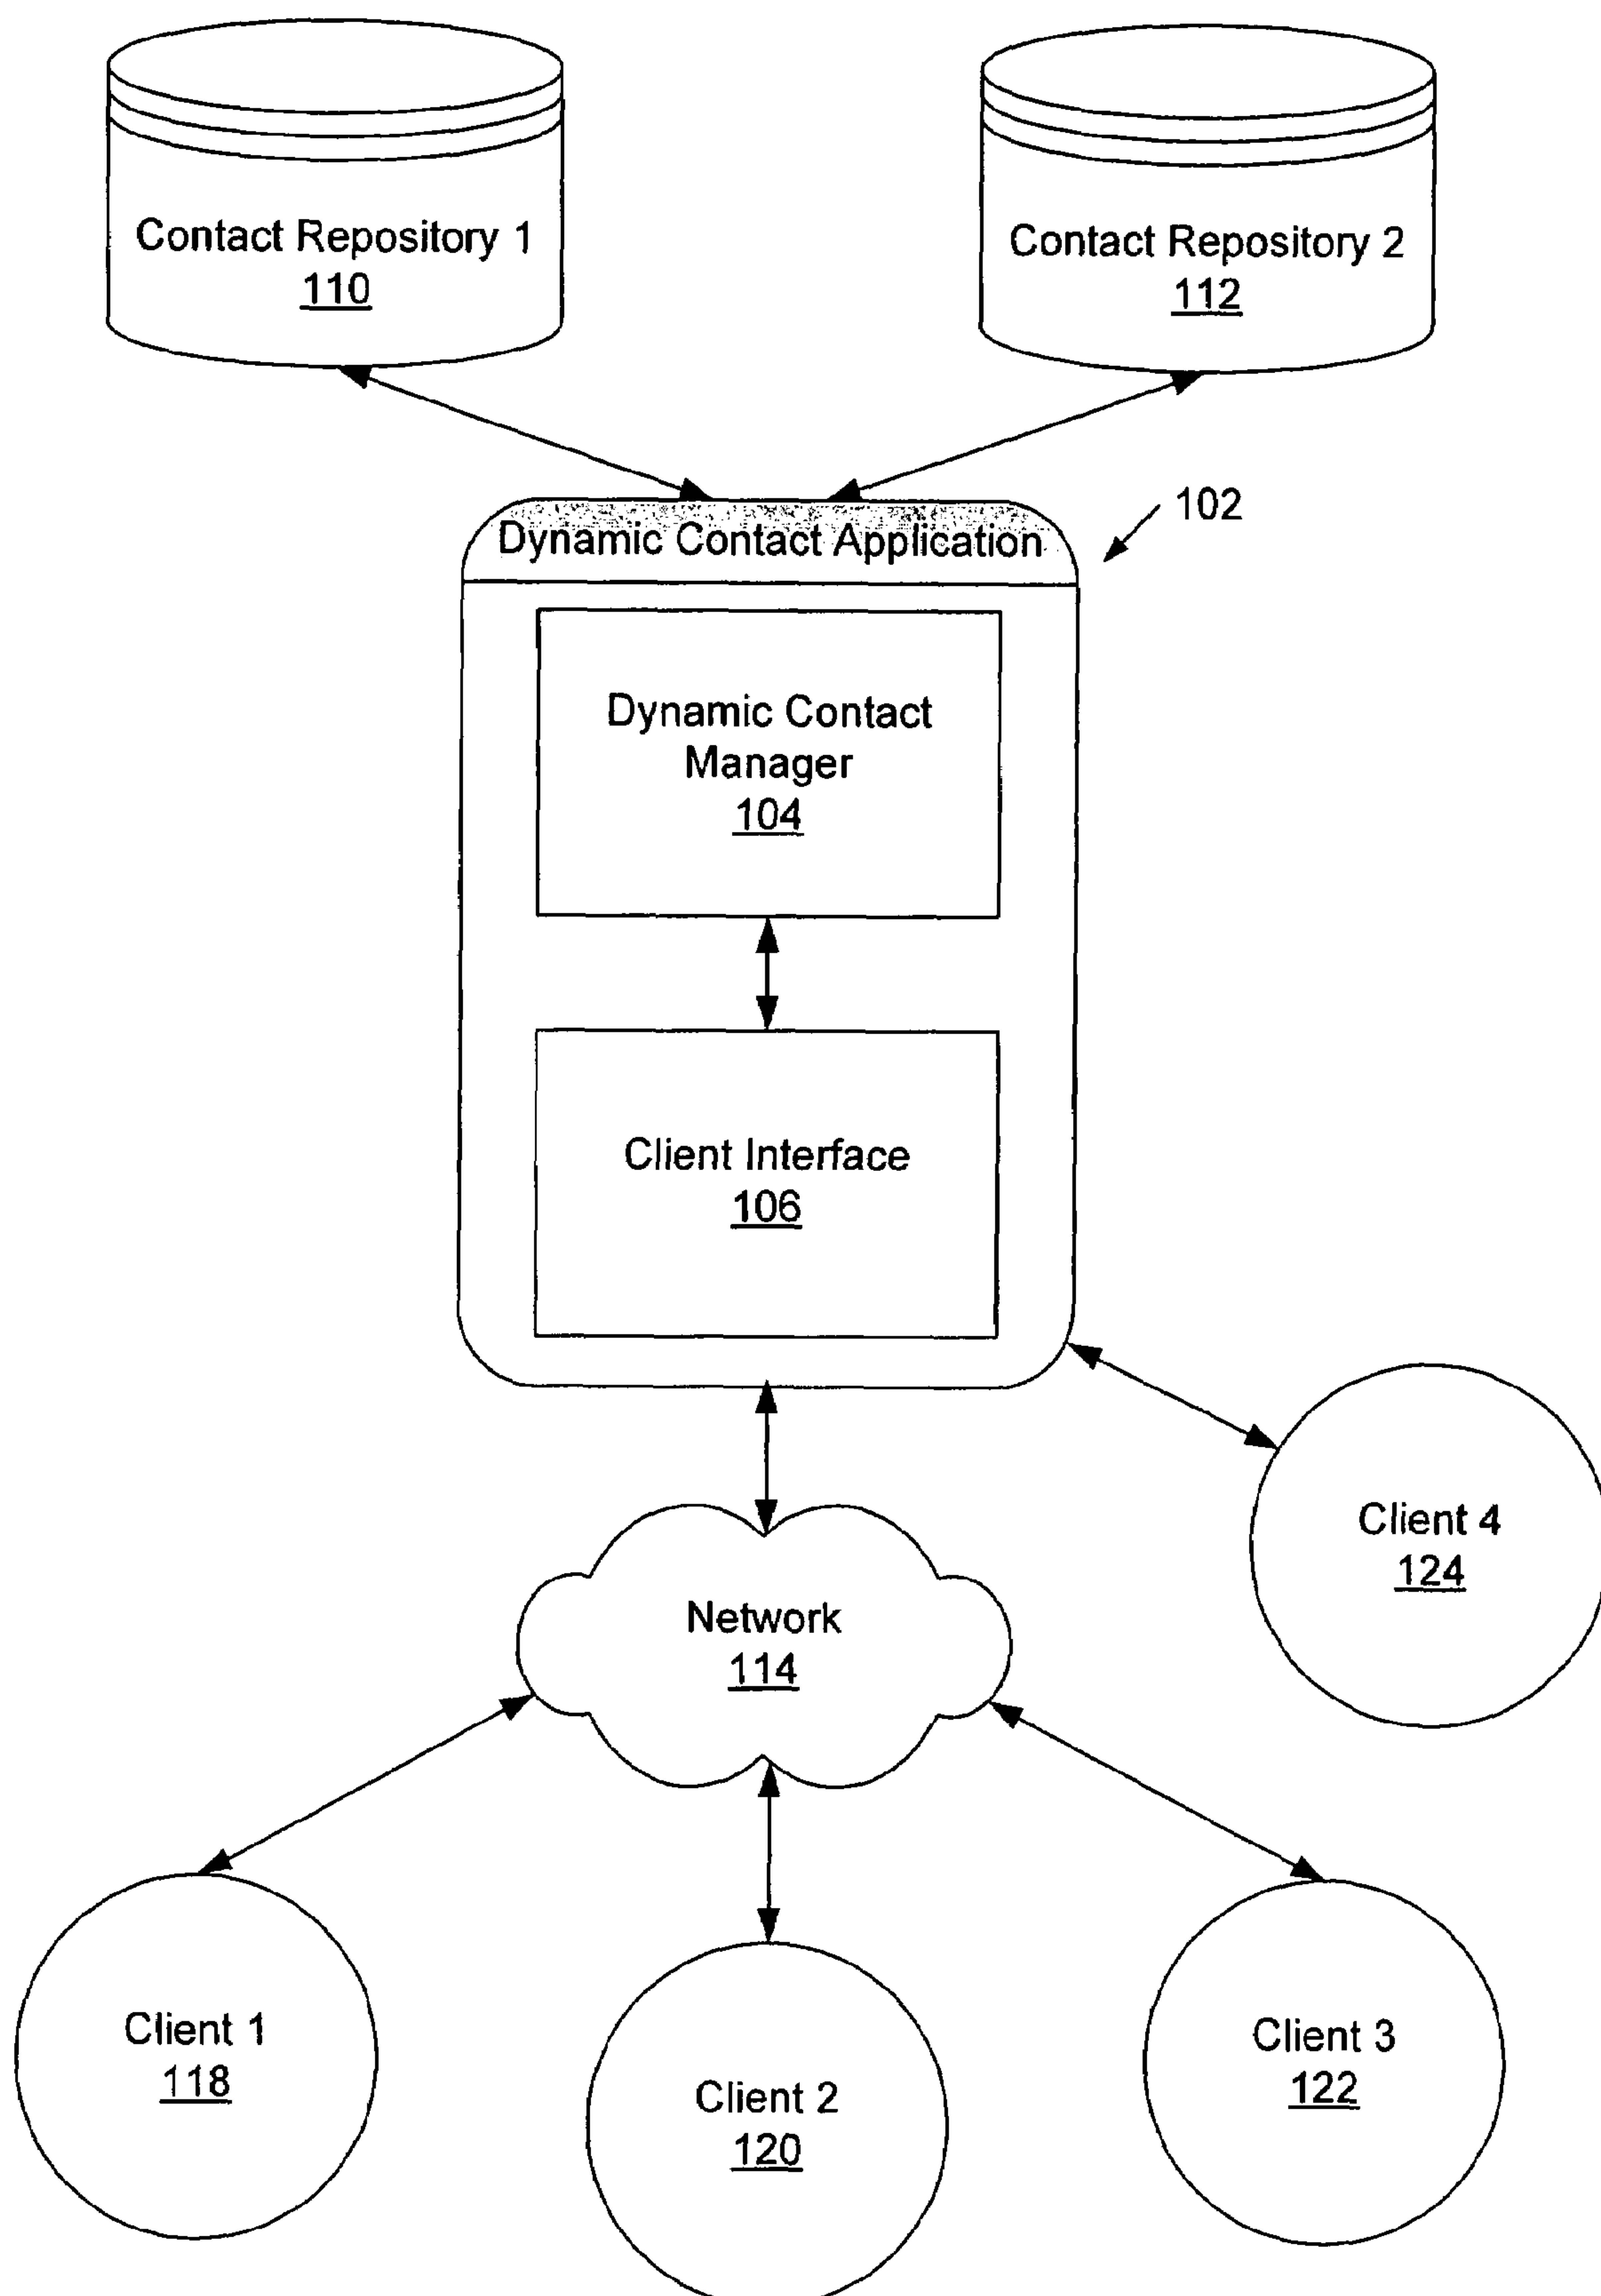 Contact Repository 1
110
Contact Repository 2
112
102
Dynamic Contact Application
Dynamic Contact
Manager
104
Client Interface
106
Client 4
124
Network
114
Client 1
118
Client 2
120
Client 3
122